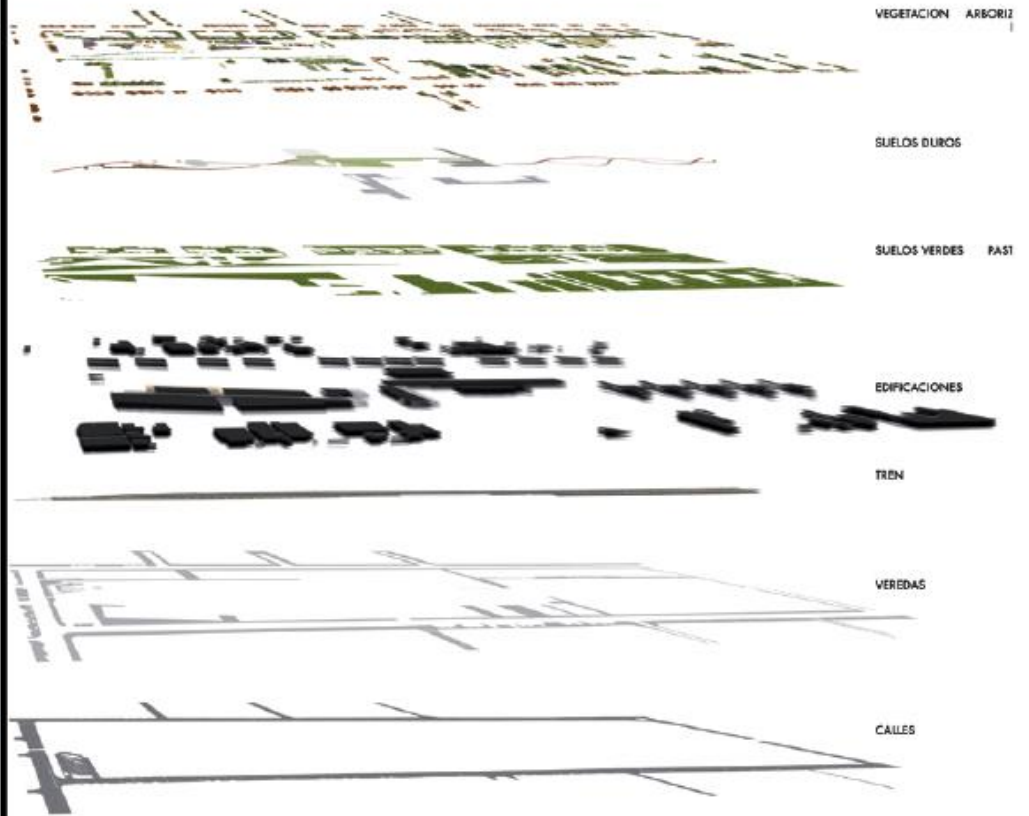 VEGETACION ARBORIZ
SUELOS DUROS
SUELOS VERDES PAST
EDIFICACIONES
TREN
VEREDAS
CALLES